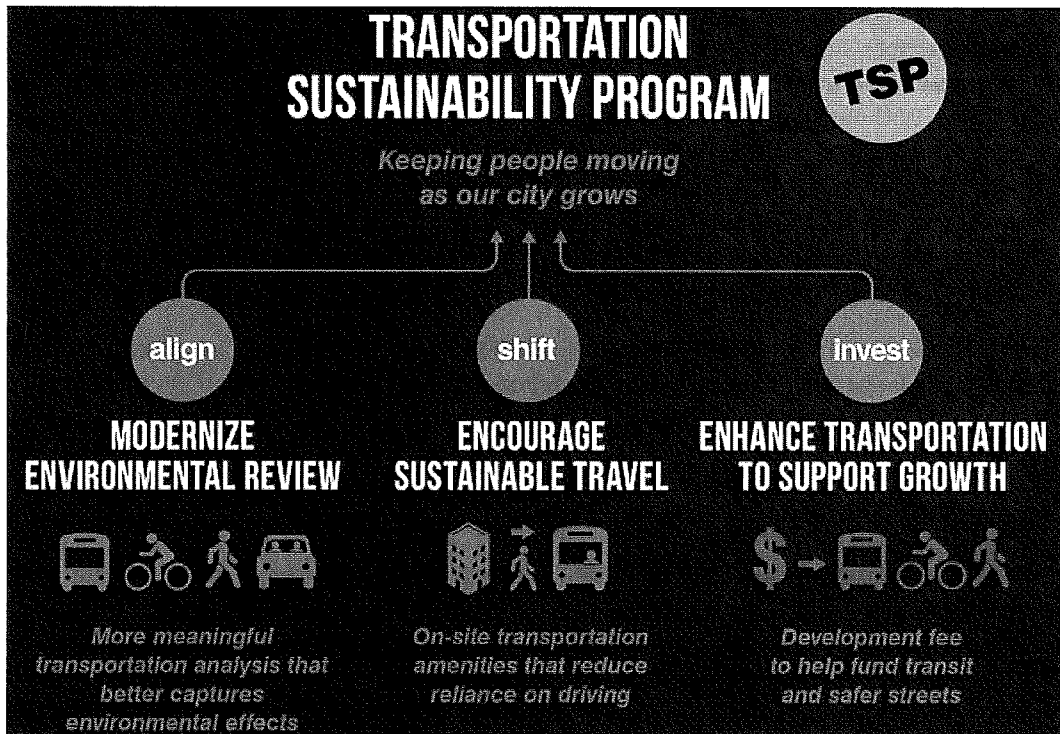 TRANSPORTATION
SUSTAINABILITY PROGRAM
TSP
Keeping people moving
as our city grows
align
shift
invest
MODERNIZE
ENVIRONMENTAL REVIEW
ENCOURAGE
SUSTAINABLE TRAVEL
ENHANCE TRANSPORTATION
TO SUPPORT GROWTH
$
More meaningful
transportation analysis that
better captures
environmental effects
On-site transportation
amenities that reduce
reliance on driving
Development fee
to help fund transit
and safer streets